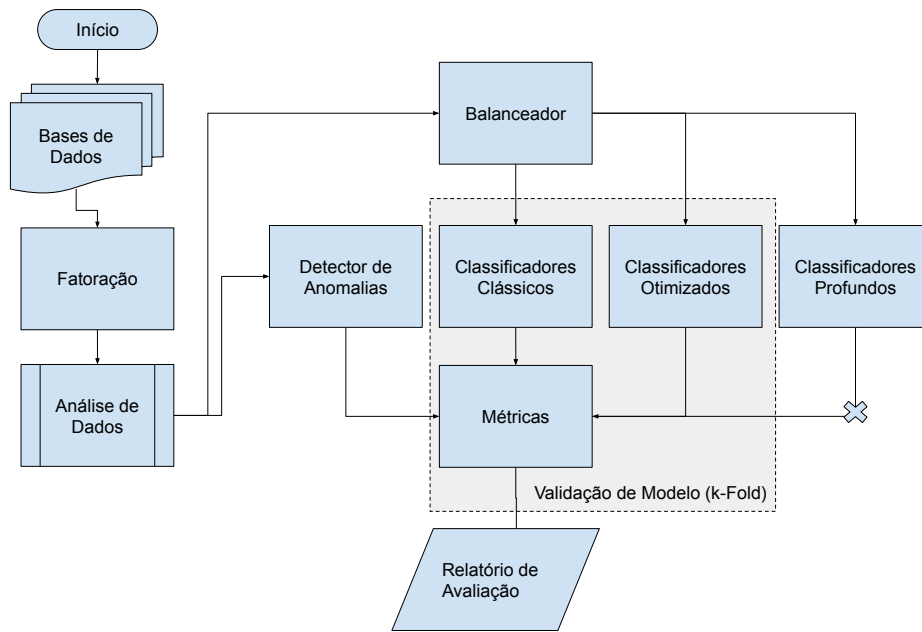 Início
Bases de
Dados
Fatoração
Análise de
Dados
Balanceador
Detector de
Anomalias
Classificadores
Clássicos
Classificadores
Otimizados
Classificadores
Profundos
Métricas
Validação de Modelo (k-Fold)
Relatório de
Avaliação